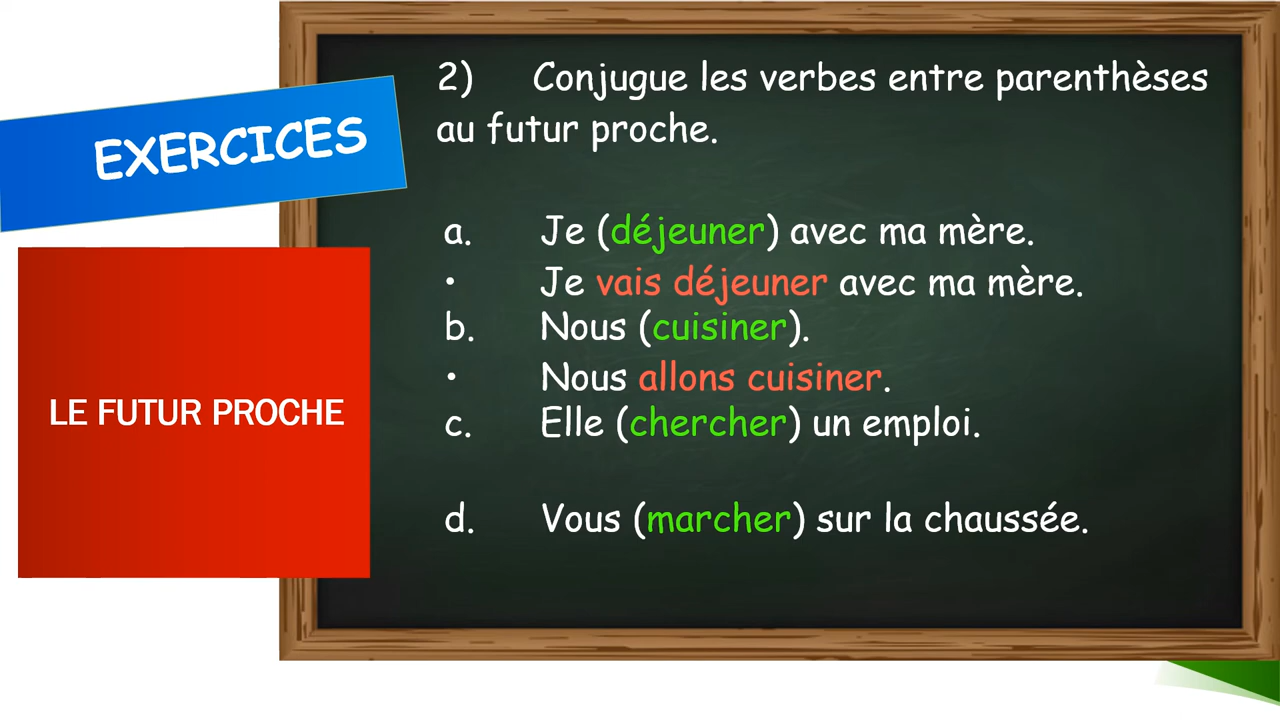 EXERCICES
LE FUTUR PROCHE
2) Conjugue les verbes entre parenthèses
au futur proche.
a. Je (déjeuner) avec ma mère.
• Je vais déjeuner avec ma mère.
b. Nous (cuisiner).
• Nous allons cuisiner.
c. Elle (chercher) un emploi.
d. Vous (marcher) sur la chaussée.